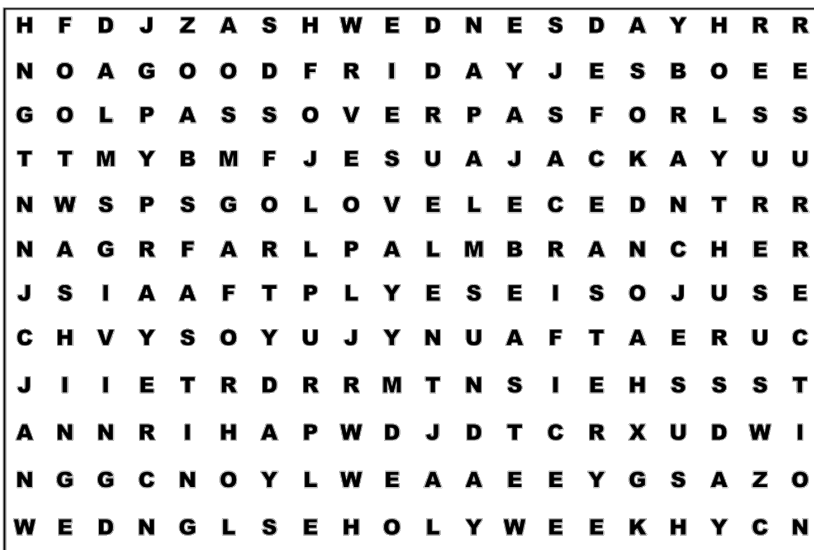 H F D J Z A S H W E D N E S D A Y H R R
N O A G O O D F R I D A Y J E S B O E E
G O L P A S S O V E R P A S F O R L S S
T T M Y B M F J E S U A J A C K A Y U U
N W S P S G O L O V E L E C E D N T R R
N A G R F A R L P A L M B R A N C H E R
J S I A A F T P L Y E S E I S O J U S E
C H V Y S O Y U J Y N U A F T A E R U C
J I I E T R D R R M T N S I E H S S S T
A N N R I H A P W D J D T C R X U D W I
N G G C N O Y L W E A A E E Y G S A Z O
W E D N G L S E H O L Y W E E K H Y C N